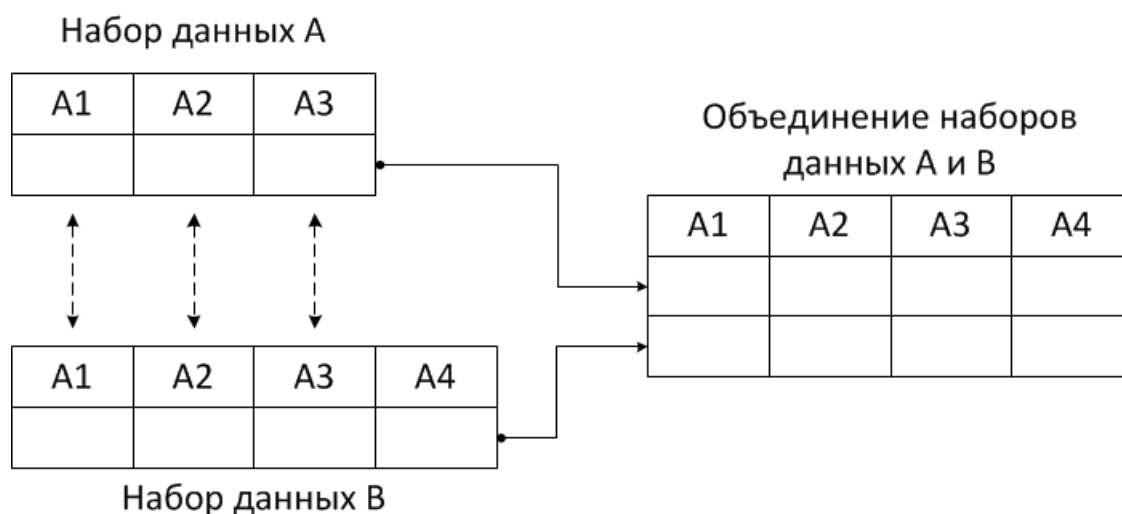 Набор данных А
А1 А2 А3
Объединение наборов
данных А и В
А1 А2 А3 А4
А1 А2 А3 А4
Набор данных В